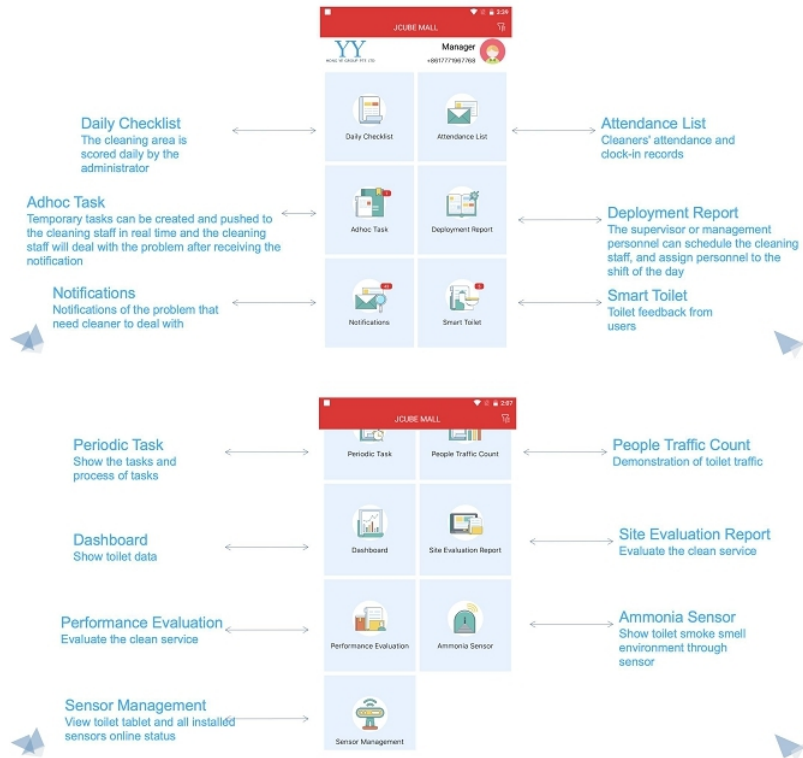 3:39
JCUBE MALL
YY
HONG YE GROUP PTE LTD
Manager
+8617771967768
Daily Checklist
The cleaning area is
scored daily by the
administrator
Daily Checklist
Attendance List
Attendance List
Cleaners' attendance and
clock-in records
Adhoc Task
Temporary tasks can be created and pushed to
the cleaning staff in real time and the cleaning
staff will deal with the problem after receiving the
notification
Adhoc Task
Deployment Report
Deployment Report
The supervisor or management
personnel can schedule the cleaning
staff, and assign personnel to the
shift of the day
Notifications
Notifications of the problem that
need cleaner to deal with
Notifications
Smart Toilet
Smart Toilet
Toilet feedback from
users
2:07
JCUBE MALL
Periodic Task
Show the tasks and
process of tasks
Periodic Task
People Traffic Count
People Traffic Count
Demonstration of toilet traffic
Dashboard
Show toilet data
Dashboard
Site Evaluation Report
Site Evaluation Report
Evaluate the clean service
Performance Evaluation
Evaluate the clean service
Performance Evaluation
Ammonia Sensor
Ammonia Sensor
Show toilet smoke smell
environment through
sensor
Sensor Management
View toilet tablet and all installed
sensors online status
Sensor Management